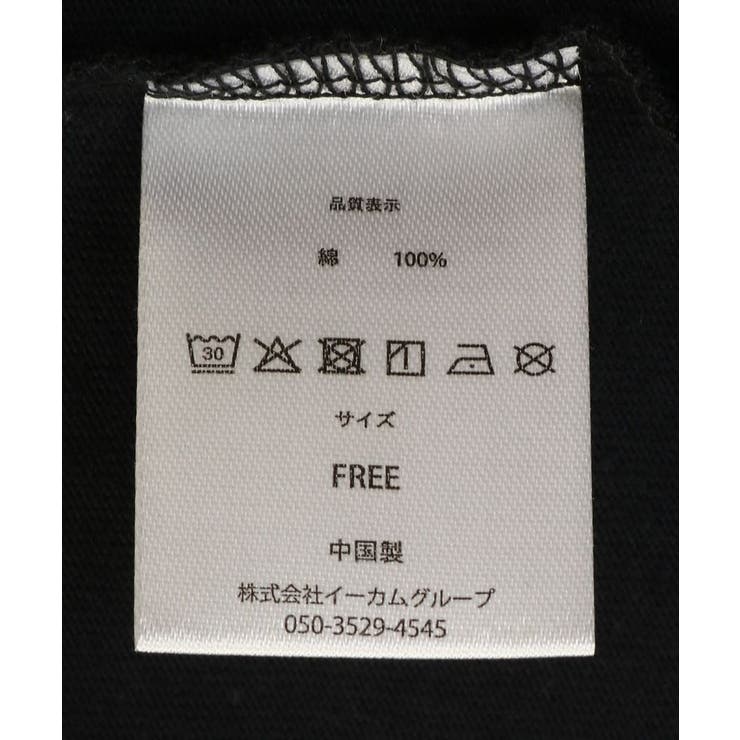 品質表示
綿 100%
30
サイズ
FREE
中国製
株式会社イーカムグループ
050-3529-4545